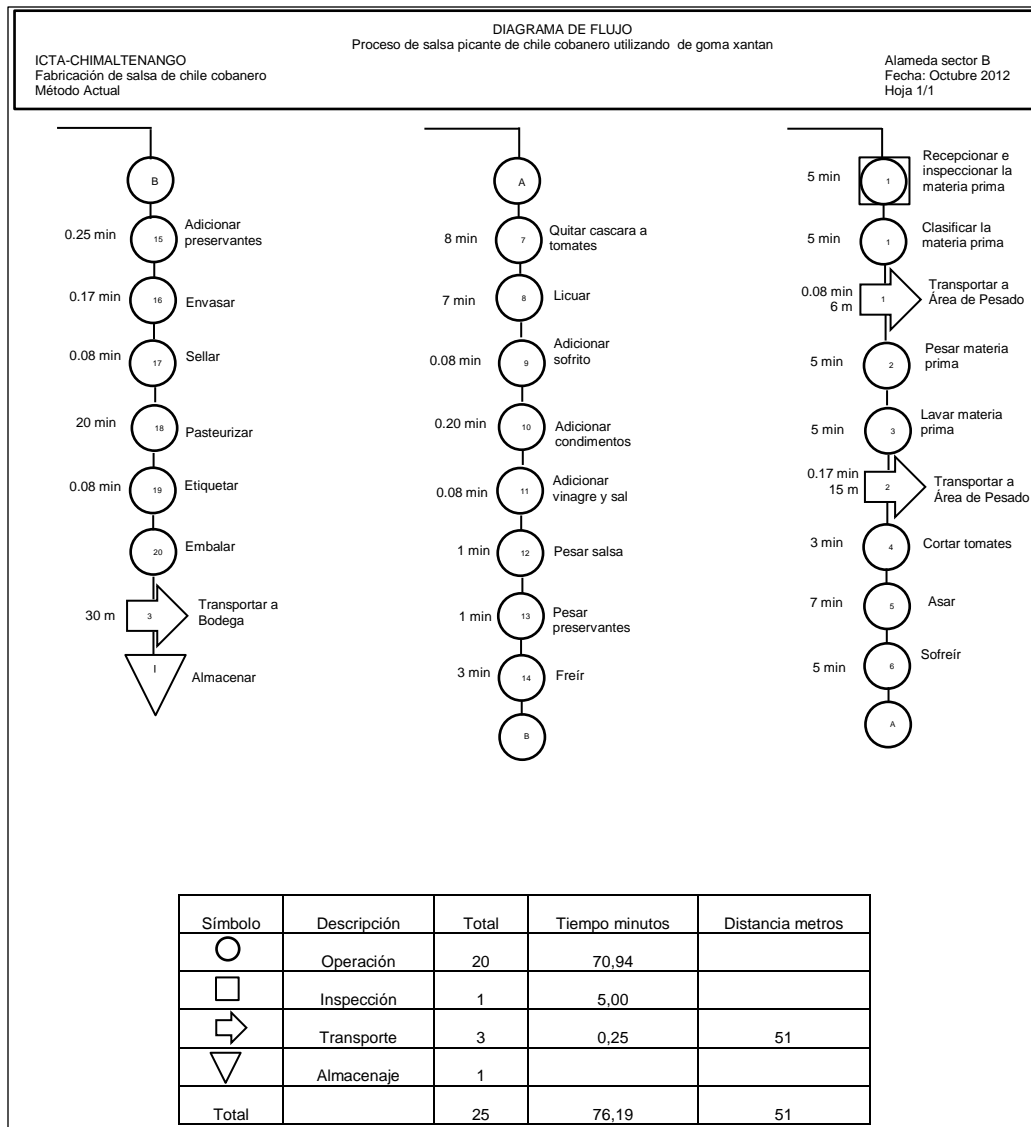 DIAGRAMA DE FLUJO
Proceso de salsa picante de chile cobanero utilizando de goma xantan
ICTA-CHIMALTENANGO
Fabricación de salsa de chile cobanero
Método Actual
Alameda sector B
Fecha: Octubre 2012
Hoja 1/1
B
0.25 min
15
Adicionar
preservantes
0.17 min
16
Envasar
0.08 min
17
Sellar
20 min
18
Pasteurizar
0.08 min
19
Etiquetar
20
Embalar
30 m
3
Transportar a
Bodega
I
Almacenar
A
8 min
7
Quitar cascara a
tomates
7 min
8
Licuar
0.08 min
9
Adicionar
sofrito
0.20 min
10
Adicionar
condimentos
0.08 min
11
Adicionar
vinagre y sal
1 min
12
Pesar salsa
1 min
13
Pesar
preservantes
3 min
14
Freír
B
5 min
1
Recepcionar e
inspeccionar la
materia prima
5 min
1
Clasificar la
materia prima
0.08 min
6 m
1
Transportar a
Área de Pesado
5 min
2
Pesar materia
prima
5 min
3
Lavar materia
prima
0.17 min
15 m
2
Transportar a
Área de Pesado
3 min
4
Cortar tomates
7 min
5
Asar
5 min
6
Sofreír
A
Símbolo Descripción Total Tiempo minutos Distancia metros
Operación 20 70,94
Inspección 1 5,00
Transporte 3 0,25 51
Almacenaje 1
Total 25 76,19 51